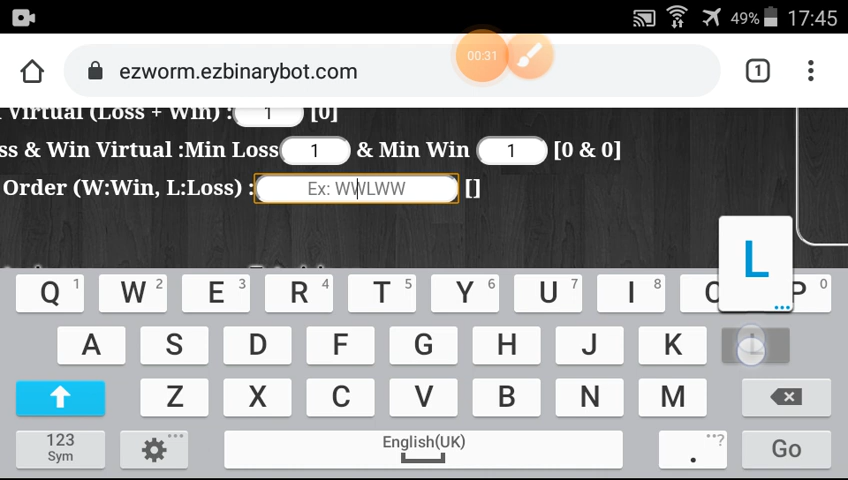 49% 17:45
ezworm.ezbinarybot.com 00:31 1
Virtual (Loss + Win) : 1 [0]
ss & Win Virtual :Min Loss 1 & Min Win 1 [0 & 0]
Order (W:Win, L:Loss) : Ex: WWLWW []
L
Q 1 W 2 E 3 R 4 T 5 Y 6 U 7 I 8 O P 0
A S D F G H J K L
Z X C V B N M
123 Sym English(UK) . ,,? Go